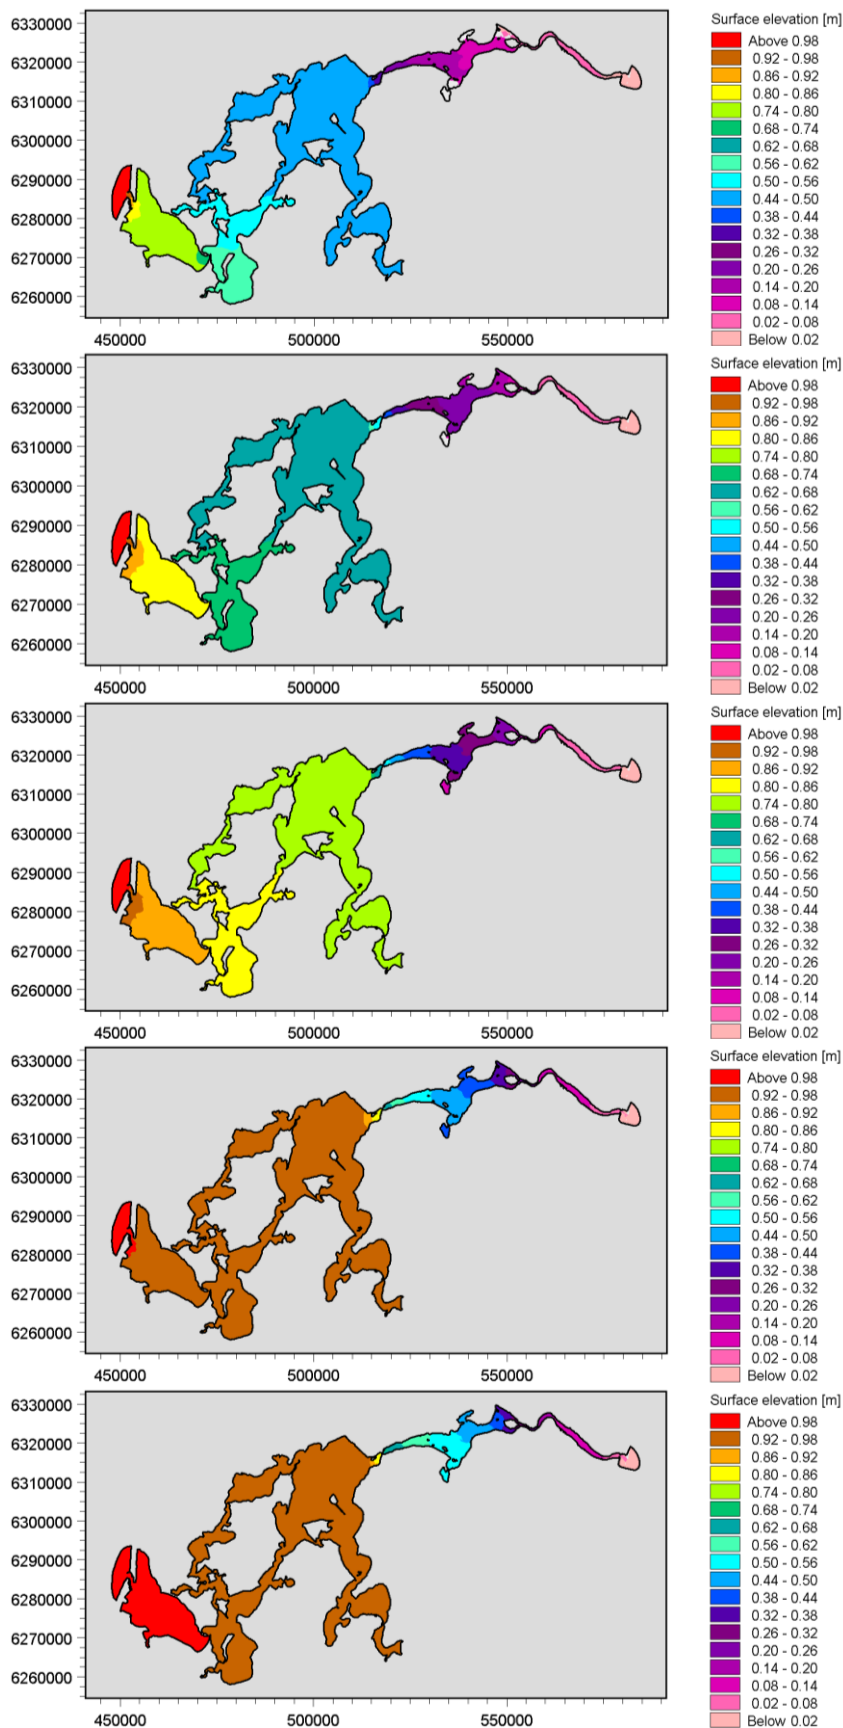 6330000
6320000
6310000
6300000
6290000
6280000
6270000
6260000
450000 500000 550000
Surface elevation [m]
Above 0.98
0.92 - 0.98
0.86 - 0.92
0.80 - 0.86
0.74 - 0.80
0.68 - 0.74
0.62 - 0.68
0.56 - 0.62
0.50 - 0.56
0.44 - 0.50
0.38 - 0.44
0.32 - 0.38
0.26 - 0.32
0.20 - 0.26
0.14 - 0.20
0.08 - 0.14
0.02 - 0.08
Below 0.02
6330000
6320000
6310000
6300000
6290000
6280000
6270000
6260000
450000 500000 550000
Surface elevation [m]
Above 0.98
0.92 - 0.98
0.86 - 0.92
0.80 - 0.86
0.74 - 0.80
0.68 - 0.74
0.62 - 0.68
0.56 - 0.62
0.50 - 0.56
0.44 - 0.50
0.38 - 0.44
0.32 - 0.38
0.26 - 0.32
0.20 - 0.26
0.14 - 0.20
0.08 - 0.14
0.02 - 0.08
Below 0.02
6330000
6320000
6310000
6300000
6290000
6280000
6270000
6260000
450000 500000 550000
Surface elevation [m]
Above 0.98
0.92 - 0.98
0.86 - 0.92
0.80 - 0.86
0.74 - 0.80
0.68 - 0.74
0.62 - 0.68
0.56 - 0.62
0.50 - 0.56
0.44 - 0.50
0.38 - 0.44
0.32 - 0.38
0.26 - 0.32
0.20 - 0.26
0.14 - 0.20
0.08 - 0.14
0.02 - 0.08
Below 0.02
6330000
6320000
6310000
6300000
6290000
6280000
6270000
6260000
450000 500000 550000
Surface elevation [m]
Above 0.98
0.92 - 0.98
0.86 - 0.92
0.80 - 0.86
0.74 - 0.80
0.68 - 0.74
0.62 - 0.68
0.56 - 0.62
0.50 - 0.56
0.44 - 0.50
0.38 - 0.44
0.32 - 0.38
0.26 - 0.32
0.20 - 0.26
0.14 - 0.20
0.08 - 0.14
0.02 - 0.08
Below 0.02
6330000
6320000
6310000
6300000
6290000
6280000
6270000
6260000
450000 500000 550000
Surface elevation [m]
Above 0.98
0.92 - 0.98
0.86 - 0.92
0.80 - 0.86
0.74 - 0.80
0.68 - 0.74
0.62 - 0.68
0.56 - 0.62
0.50 - 0.56
0.44 - 0.50
0.38 - 0.44
0.32 - 0.38
0.26 - 0.32
0.20 - 0.26
0.14 - 0.20
0.08 - 0.14
0.02 - 0.08
Below 0.02